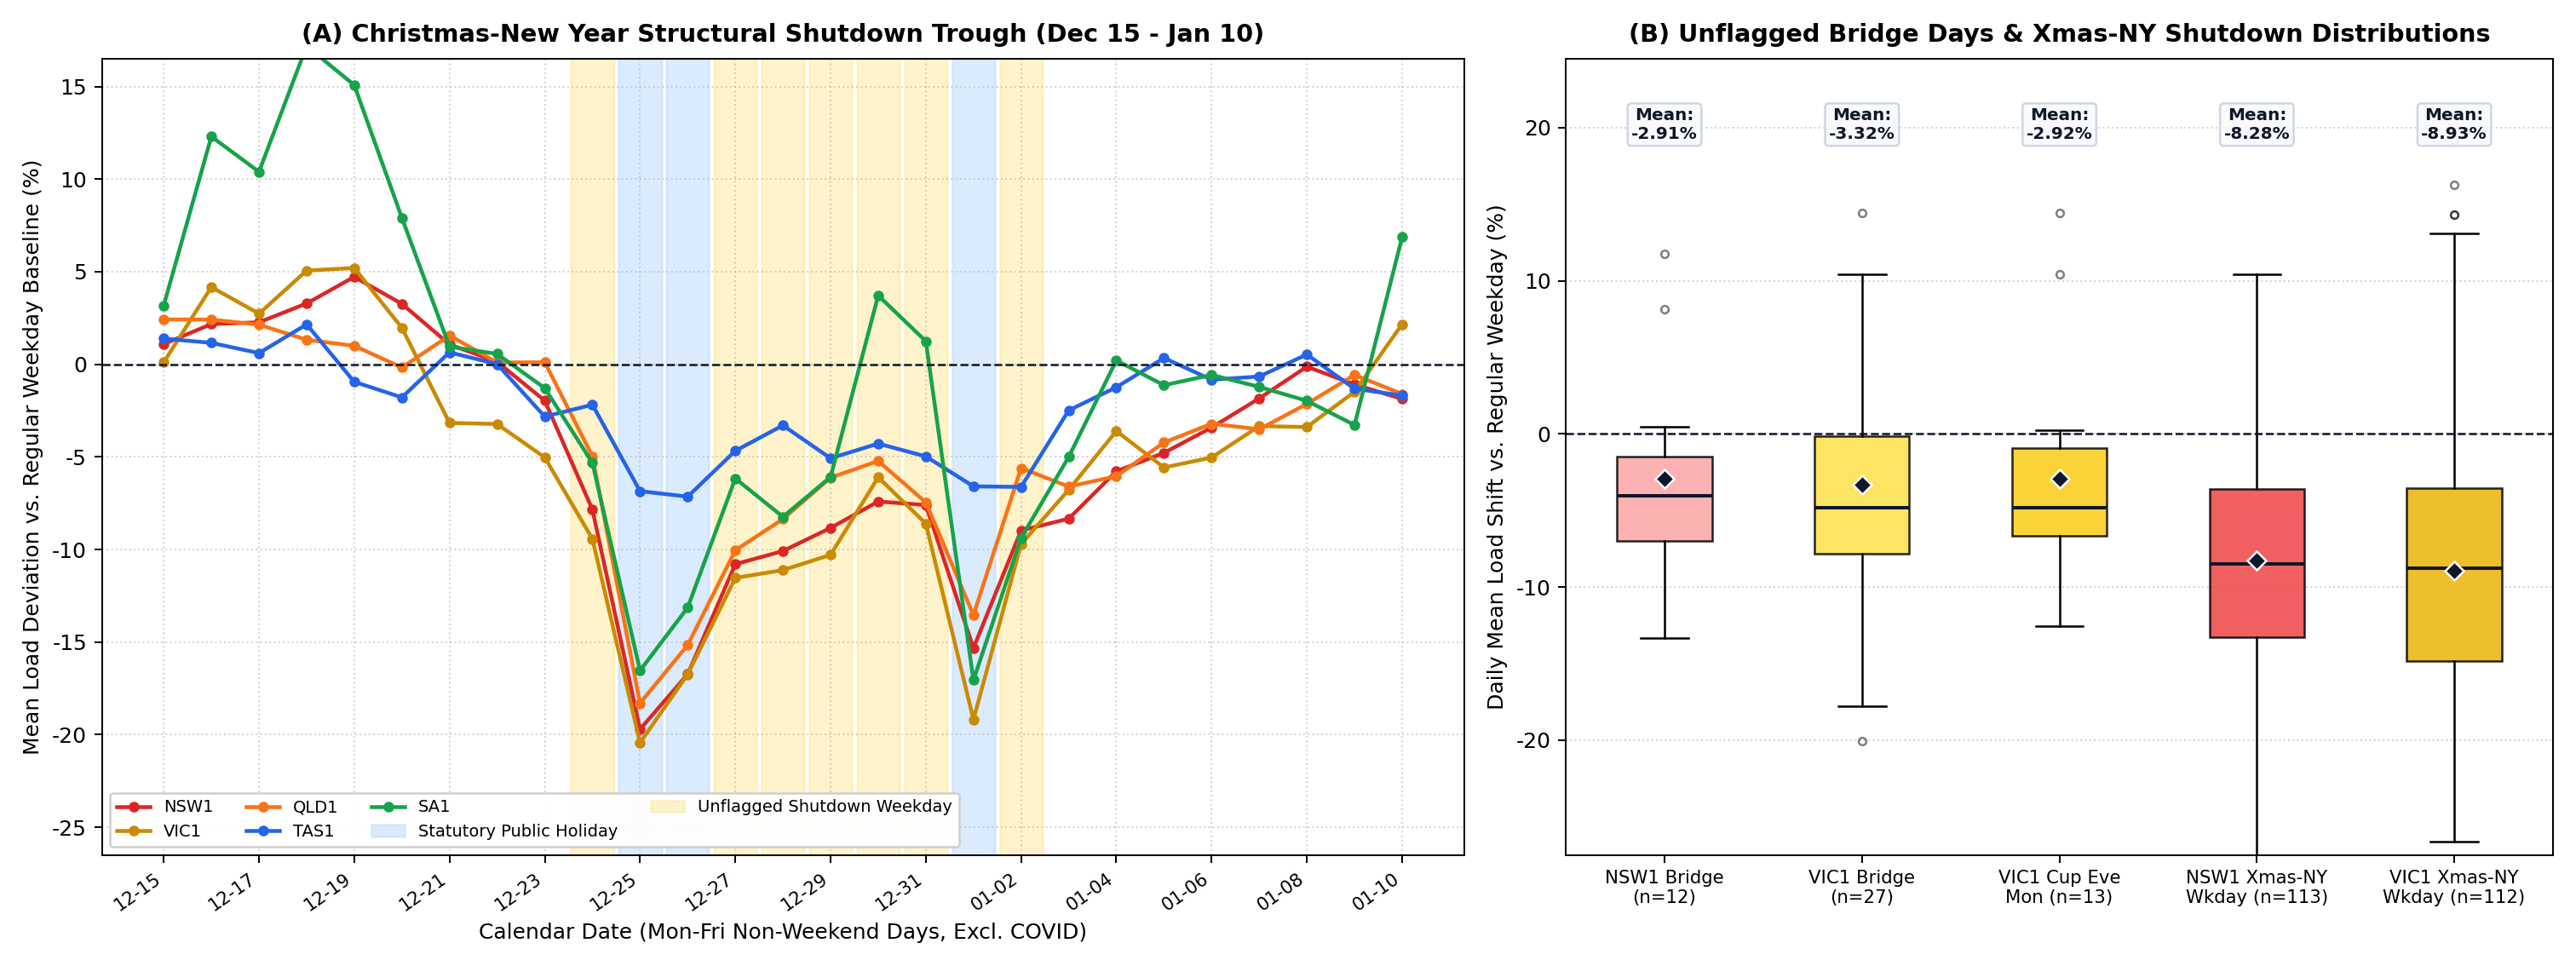 (A) Christmas-New Year Structural Shutdown Trough (Dec 15 - Jan 10)
Mean Load Deviation vs. Regular Weekday Baseline (%)
15
10
5
0
-5
-10
-15
-20
-25
NSW1
QLD1
SA1
Unflagged Shutdown Weekday
VIC1
TAS1
Statutory Public Holiday
12-15
12-17
12-19
12-21
12-23
12-25
12-27
12-29
12-31
01-02
01-04
01-06
01-08
01-10
Calendar Date (Mon-Fri Non-Weekend Days, Excl. COVID)
(B) Unflagged Bridge Days & Xmas-NY Shutdown Distributions
Daily Mean Load Shift vs. Regular Weekday (%)
20
10
0
-10
-20
Mean:
-2.91%
Mean:
-3.32%
Mean:
-2.92%
Mean:
-8.28%
Mean:
-8.93%
NSW1 Bridge
(n=12)
VIC1 Bridge
(n=27)
VIC1 Cup Eve
Mon (n=13)
NSW1 Xmas-NY
Wkday (n=113)
VIC1 Xmas-NY
Wkday (n=112)